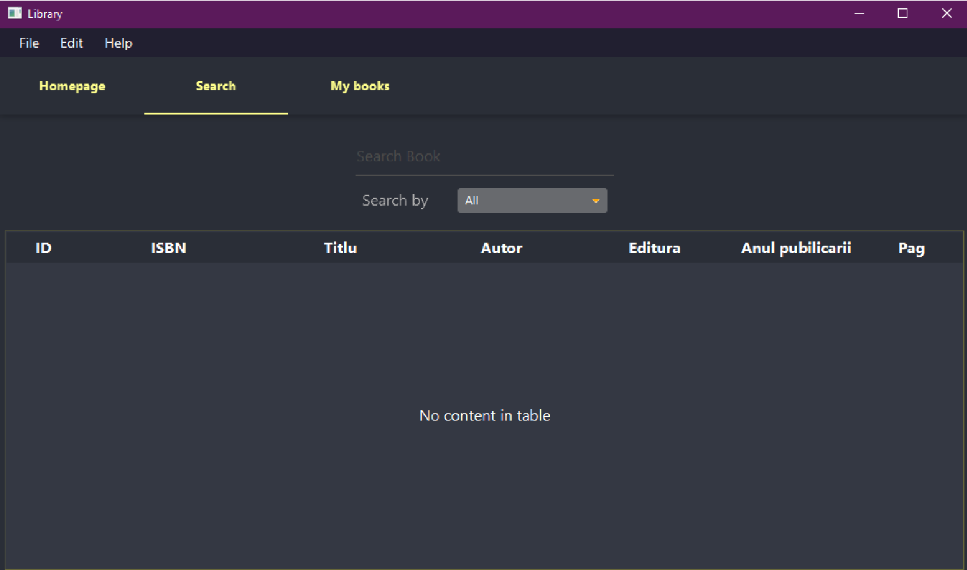 Library
File Edit Help
Homepage Search My books
Search Book
Search by All
ID ISBN Titlu Autor Editura Anul pubilicarii Pag
No content in table